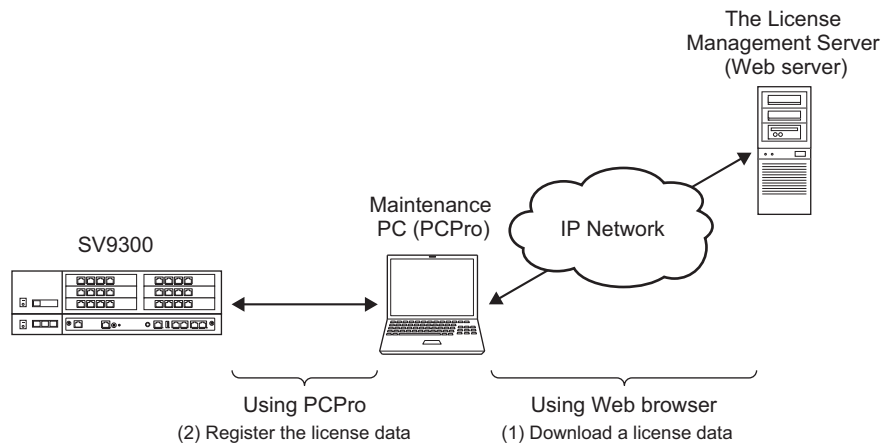 The License
Management Server
(Web server)
Maintenance
PC (PCPro)
IP Network
SV9300
Using PCPro
(2) Register the license data
Using Web browser
(1) Download a license data